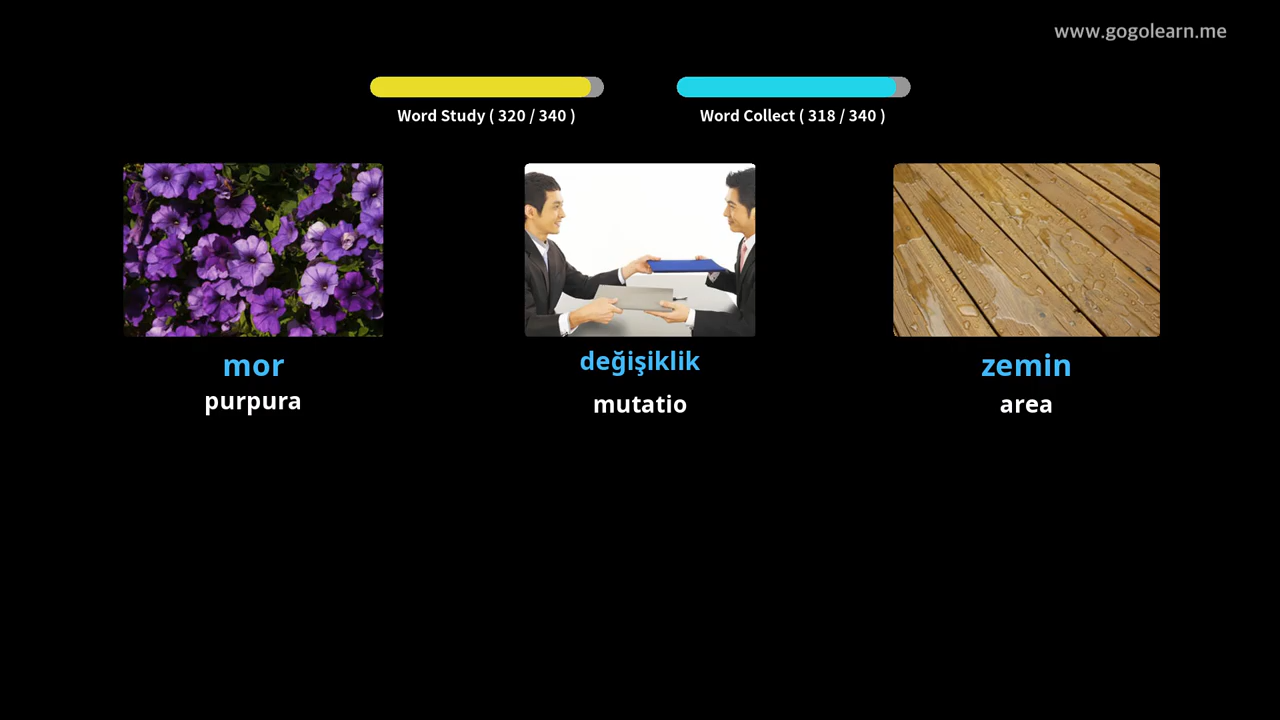 www.gogolearn.me
Word Study ( 320 / 340 )
Word Collect ( 318 / 340 )
mor
purpura
değişiklik
mutatio
zemin
area